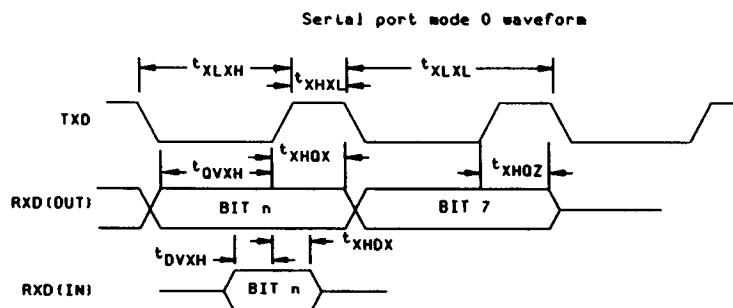 Serial port mode 0 waveform
tXLXH
tXHXL
tXLXL
TXD
tQVXH
tXHQX
tXHQZ
RXD(OUT)
BIT n
BIT 7
tDVXH
tXHDX
RXD(IN)
BIT n